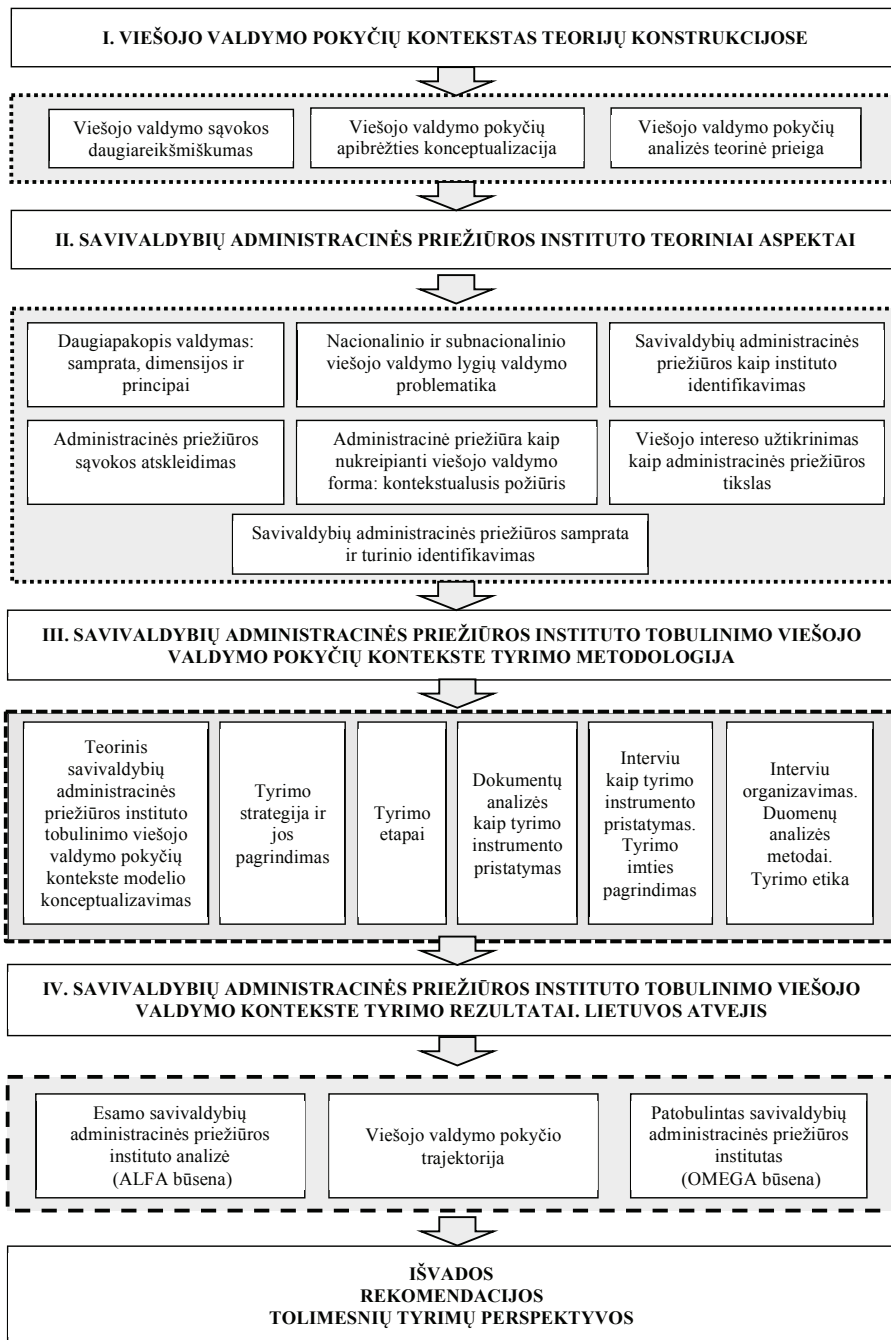 I. VIEŠOJO VALDYMO POKYČIŲ KONTEKSTAS TEORIJŲ KONSTRUKCIJOSE
Viešojo valdymo sąvokos
daugiareikšmiškumas
Viešojo valdymo pokyčių
apibrėžties konceptualizacija
Viešojo valdymo pokyčių
analizės teorinė prieiga
II. SAVIVALDYBIŲ ADMINISTRACINĖS PRIEŽIŪROS INSTITUTO TEORINIAI ASPEKTAI
Daugiapakopis valdymas:
samprata, dimensijos ir
principai
Nacionalinio ir subnacionalinio
viešojo valdymo lygių valdymo
problematika
Savivaldybių administracinės
priežiūros kaip instituto
identifikavimas
Administracinės priežiūros
sąvokos atskleidimas
Administracinė priežiūra kaip
nukreipianti viešojo valdymo
forma: kontekstualusis požiūris
Viešojo intereso užtikrinimas
kaip administracinės priežiūros
tikslas
Savivaldybių administracinės priežiūros samprata
ir turinio identifikavimas
III. SAVIVALDYBIŲ ADMINISTRACINĖS PRIEŽIŪROS INSTITUTO TOBULINIMO VIEŠOJO
VALDYMO POKYČIŲ KONTEKSTE TYRIMO METODOLOGIJA
Teorinis
savivaldybių
administracinės
priežiūros instituto
tobulinimo viešojo
valdymo pokyčių
kontekste modelio
konceptualizavimas
Tyrimo
strategija ir
jos
pagrindimas
Tyrimo
etapai
Dokumentų
analizės
kaip tyrimo
instrumento
pristatymas
Interviu
kaip tyrimo
instrumento
pristatymas.
Tyrimo
imties
pagrindimas
Interviu
organizavimas.
Duomenų
analizės
metodai.
Tyrimo etika
IV. SAVIVALDYBIŲ ADMINISTRACINĖS PRIEŽIŪROS INSTITUTO TOBULINIMO VIEŠOJO
VALDYMO KONTEKSTE TYRIMO REZULTATAI. LIETUVOS ATVEJIS
Esamo savivaldybių
administracinės priežiūros
instituto analizė
(ALFA būsena)
Viešojo valdymo pokyčio
trajektorija
Patobulintas savivaldybių
administracinės priežiūros
institutas
(OMEGA būsena)
IŠVADOS
REKOMENDACIJOS
TOLIMESNIŲ TYRIMŲ PERSPEKTYVOS